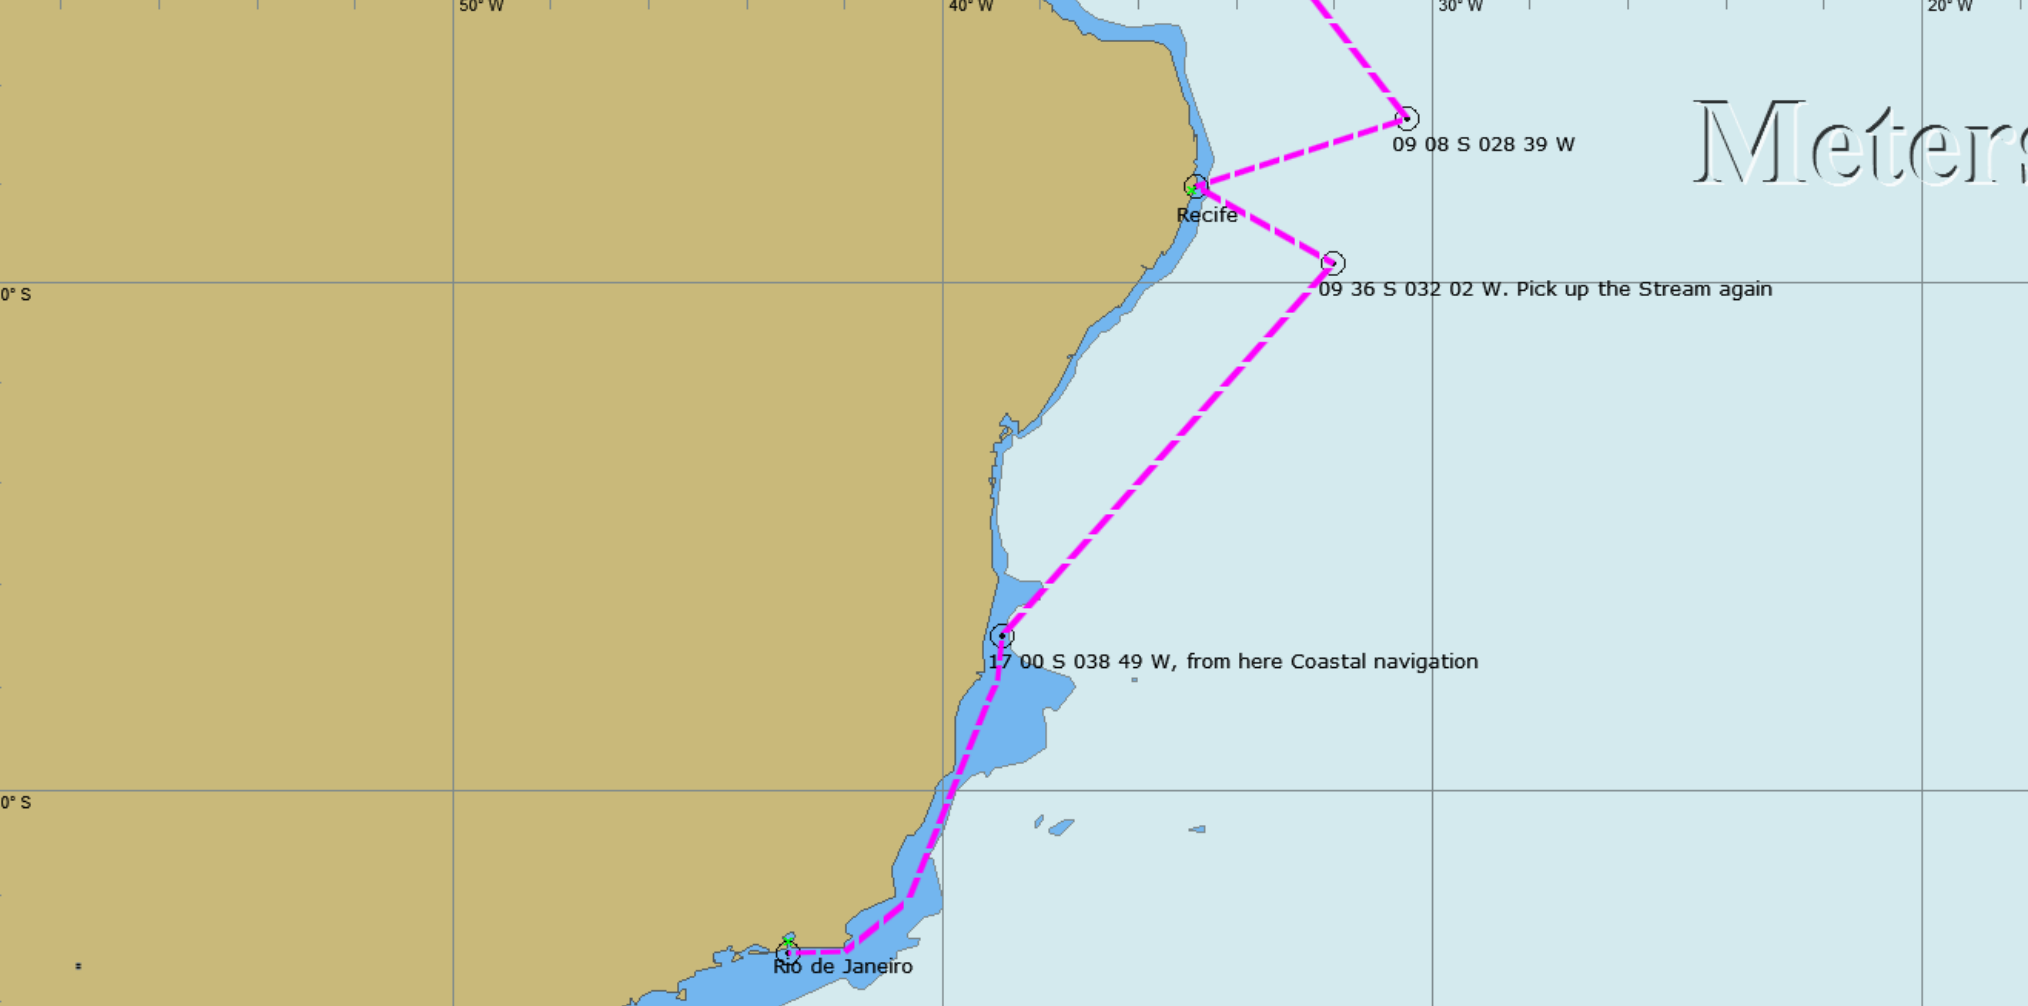 50° W
40° W
30° W
20° W
Meters
09 08 S 028 39 W
Recife
0° S
09 36 S 032 02 W. Pick up the Stream again
17 00 S 038 49 W, from here Coastal navigation
0° S
Rio de Janeiro